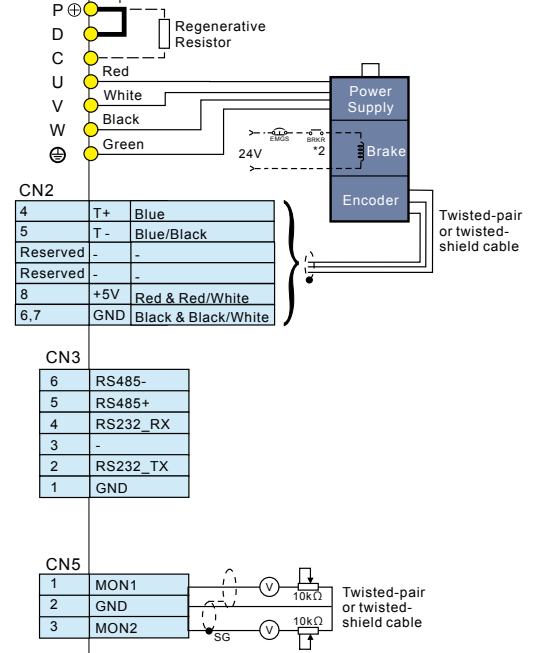 P ⊕
D
C
Regenerative
Resistor
U Red
V White
W Black
Green
Power
Supply
EMGS BRKR
24V *2
Brake
Encoder
Twisted-pair
or twisted-
shield cable
CN2
4 T+ Blue
5 T - Blue/Black
Reserved - -
Reserved - -
8 +5V Red & Red/White
6,7 GND Black & Black/White
CN3
6 RS485-
5 RS485+
4 RS232_RX
3 -
2 RS232_TX
1 GND
CN5
1 MON1
2 GND
3 MON2
V 10kΩ
V 10kΩ
SG
Twisted-pair
or twisted-
shield cable